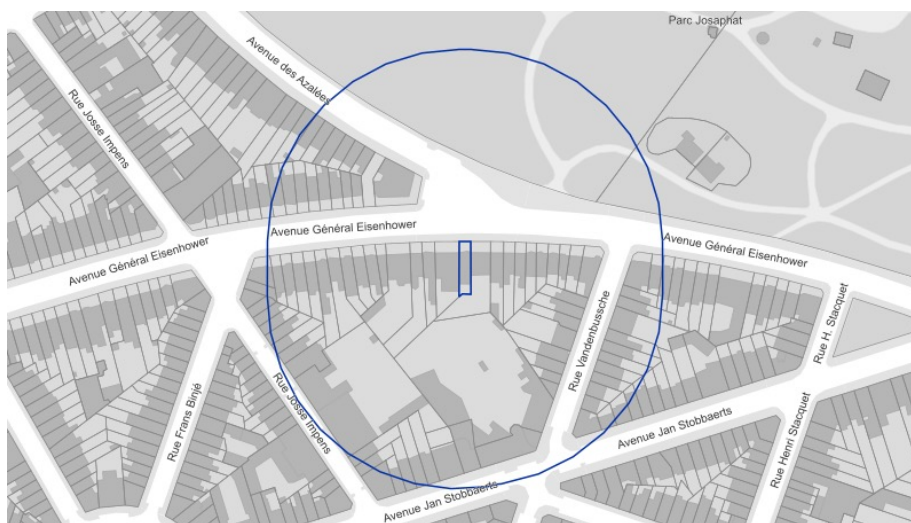 Parc Josaphat
Avenue des Azalées
Rue Josse Impens
Avenue Général Eisenhower
Avenue Général Eisenhower
Avenue Général Eisenhower
Rue Vandenbussche
Rue H. Stacquet
Rue Frans Binjé
Rue Josse Impens
Avenue Jan Stobbaerts
Rue Henri Stacquet
Avenue Jan Stobbaerts